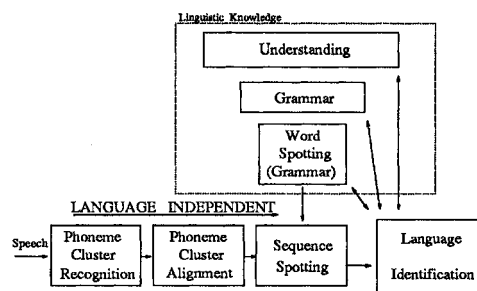 Linguistic Knowledge
Understanding
Grammar
Word
Spotting
(Grammar)
LANGUAGE INDEPENDENT
Speech
Phoneme
Cluster
Recognition
Phoneme
Cluster
Alignment
Sequence
Spotting
Language
Identification